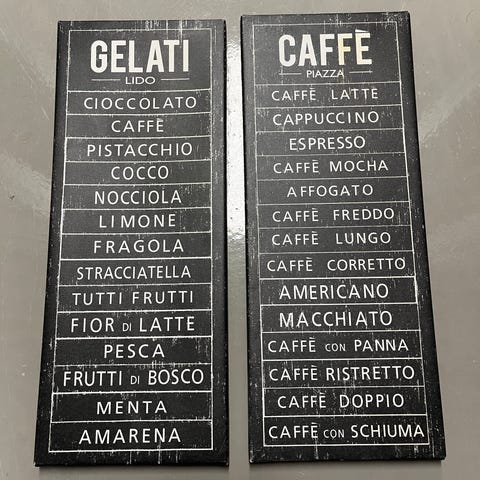 GELATI
LIDO
CIOCCOLATO
CAFFÈ
PISTACCHIO
COCCO
NOCCIOLA
LIMONE
FRAGOLA
STRACCIATELLA
TUTTI FRUTTI
FIOR DI LATTE
PESCA
FRUTTI DI BOSCO
MENTA
AMARENA
CAFFÈ
PIAZZA
CAFFÈ LATTE
CAPPUCCINO
ESPRESSO
CAFFÈ MOCHA
AFFOGATO
CAFFÈ FREDDO
CAFFÈ LUNGO
CAFFÈ CORRETTO
AMERICANO
MACCHIATO
CAFFÈ CON PANNA
CAFFÈ RISTRETTO
CAFFÈ DOPPIO
CAFFÈ CON SCHIUMA